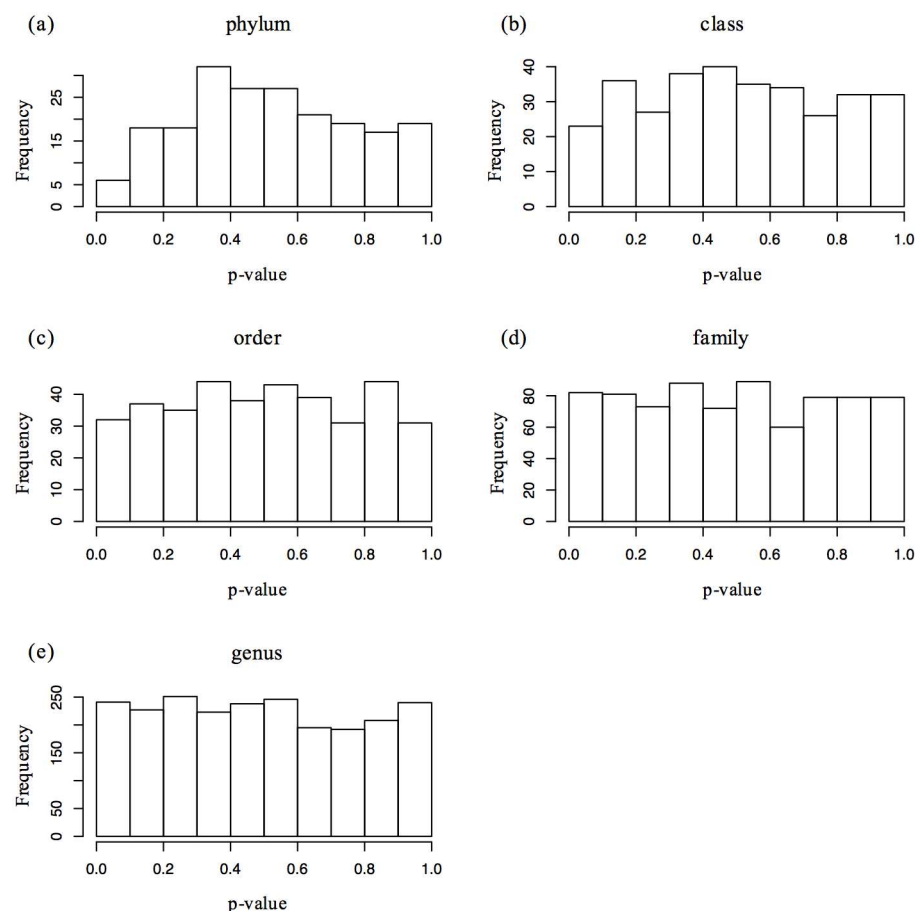 (a) phylum
Frequency
0 5 15 25
0.0 0.2 0.4 0.6 0.8 1.0
p-value
(b) class
Frequency
0 10 20 30 40
0.0 0.2 0.4 0.6 0.8 1.0
p-value
(c) order
Frequency
0 10 20 30 40
0.0 0.2 0.4 0.6 0.8 1.0
p-value
(d) family
Frequency
0 20 40 60 80
0.0 0.2 0.4 0.6 0.8 1.0
p-value
(e) genus
Frequency
0 50 150 250
0.0 0.2 0.4 0.6 0.8 1.0
p-value